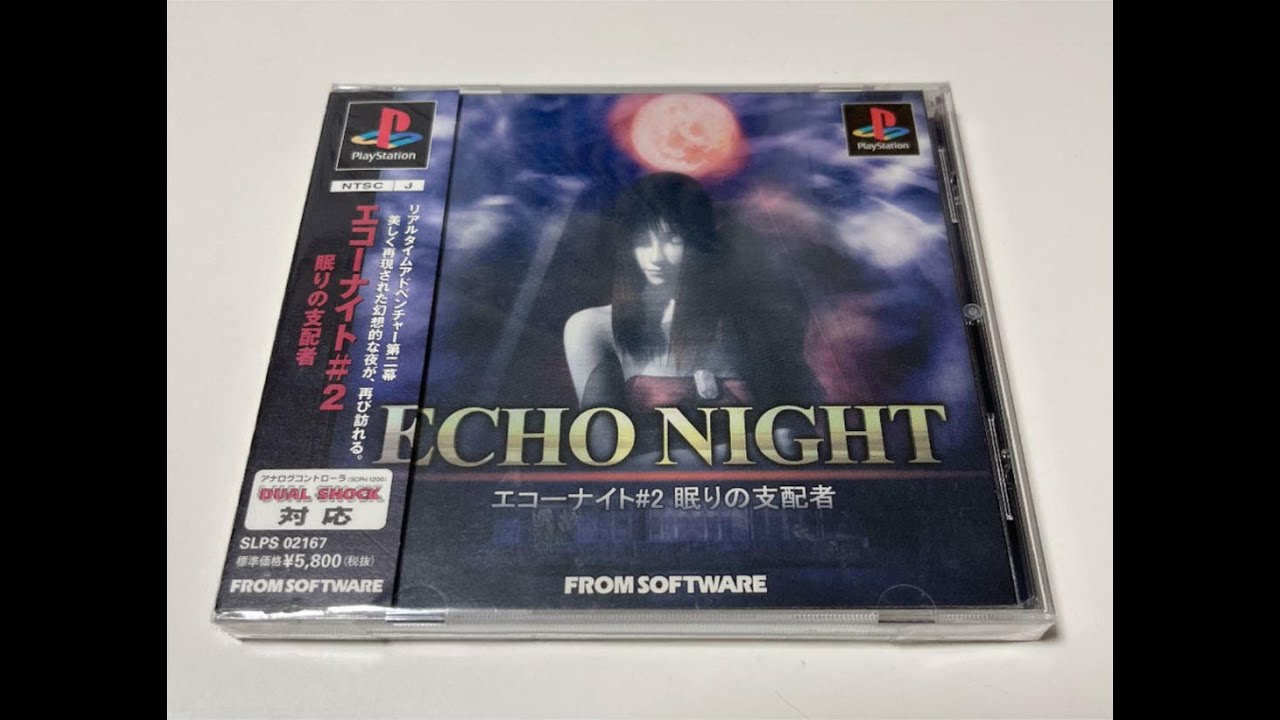 PlayStation
NTSC J
リアルタイムアドベンチャー第二幕
美しく再現された幻想的な夜が、再び訪れる。
エコーナイト#2
眠りの支配者
アナログコントローラ(SCPH-1200)
DUAL SHOCK
対応
SLPS 02167
標準価格¥5,800(税抜)
FROM SOFTWARE
PlayStation
ECHO NIGHT
エコーナイト#2 眠りの支配者
FROM SOFTWARE